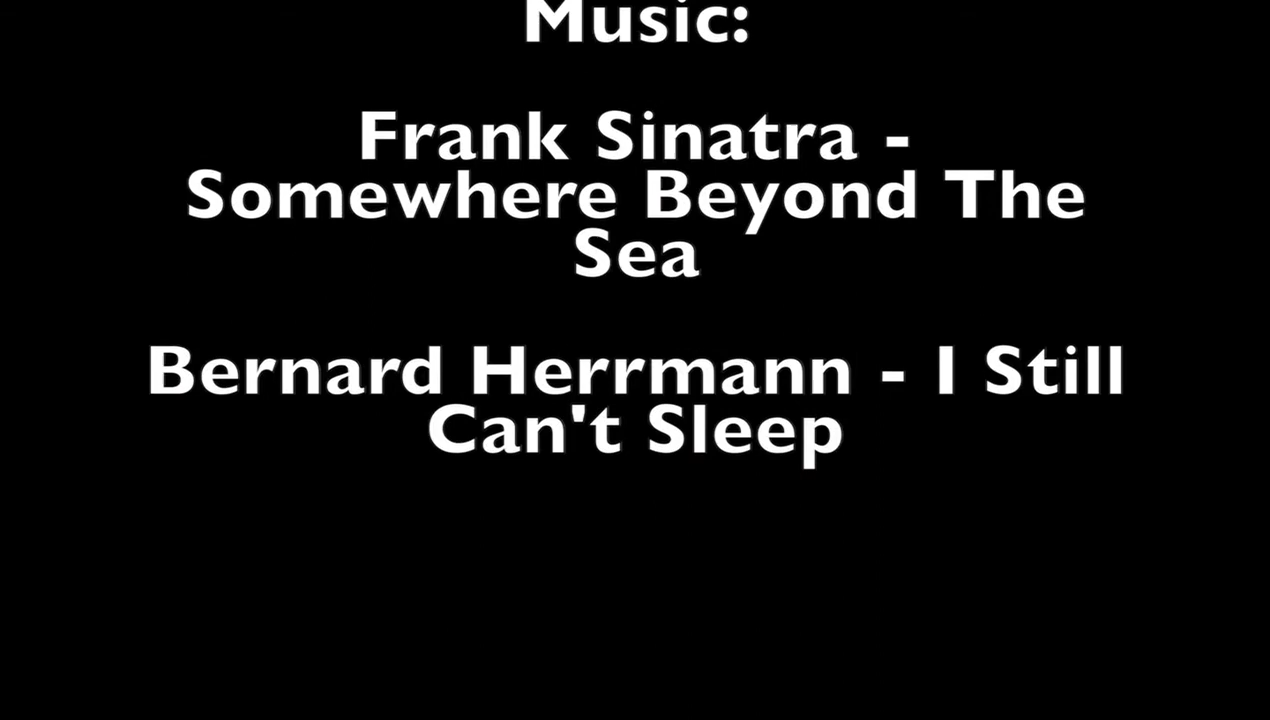 Music:
Frank Sinatra -
Somewhere Beyond The
Sea
Bernard Herrmann - I Still
Can't Sleep